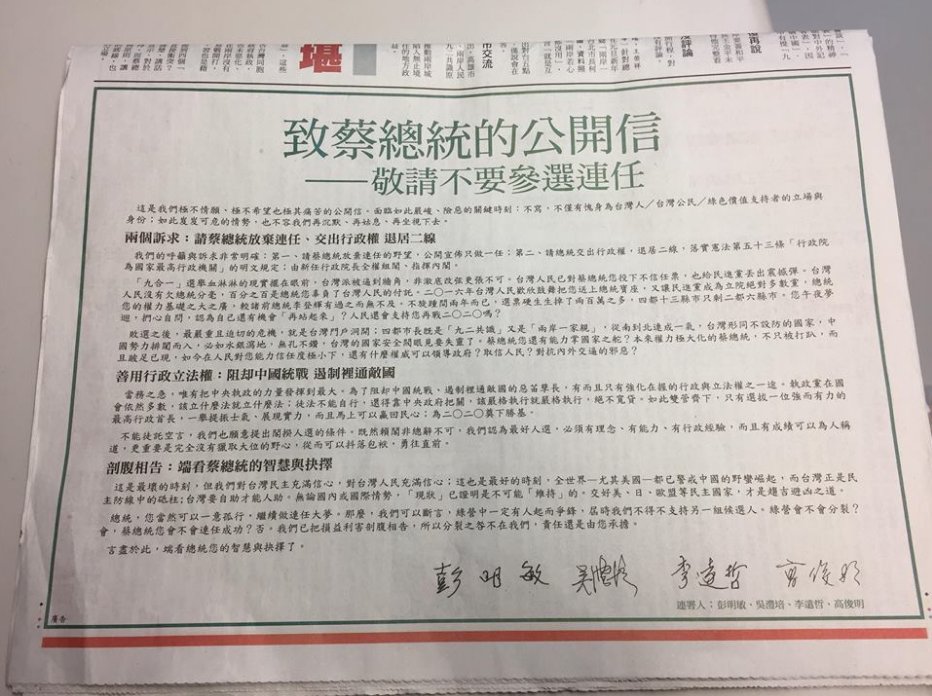 堪
市交流
沒評論
致蔡總統的公開信
——敬請不要參選連任
這是我們極不情願、極不希望也極其痛苦的公開信。面臨如此嚴峻、險惡的關鍵時刻；不寫，不僅有愧身為台灣人／台灣公民／綠色價值支持者的立場與
身份；如此岌岌可危的情勢，也不容我們再沉默、再姑息、再坐視下去。
兩個訴求：請蔡總統放棄連任、交出行政權 退居二線
我們的呼籲與訴求非常明確：第一、請蔡總統放棄連任的野望，公開宣佈只做一任；第二、請總統交出行政權，退居二線，落實憲法第五十三條「行政院
為國家最高行政機關」的明文規定；由新任行政院長全權組閣、指揮內閣。
「九合一」選舉血淋淋的現實擺在眼前，台灣派被逼到牆角，非澈底改弦更張不可。台灣人民已對蔡總統您投下不信任票，也給民進黨丟出震撼彈。台灣
人民沒有欠總統分毫，百分之百是總統您辜負了台灣人民的付託。二〇一六年台灣人民歡欣鼓舞把您送上總統寶座，又讓民進黨成為立院絕對多數黨，總統
您的權力基礎之大之廣，較諸前總統李登輝有過之而無不及。不旋踵間兩年而已，選票硬生生掉了兩百萬之多，四都十三縣市只剩二都六縣市。您午夜夢
迴，捫心自問，認為自己還有機會「再站起來」？人民還會支持您再戰二〇二〇嗎？
敗選之後，最嚴重且迫切的危機，就是台灣門戶洞開；四都市長既是「九二共識」又是「兩岸一家親」，從南到北連成一氣，台灣形同不設防的國家，中
國勢力排闥而入，必如水銀瀉地，無孔不鑽，台灣的國家安全問題覓要失重了。蔡總統您還有能力掌國家之舵？本來權力極大化的蔡總統，不只被打趴，而
且跛足已現，如今在人民對您能力信任度極小下，還有什麼權威可以領導政府？取信人民？對抗內外交逼的邪惡？
善用行政立法權：阻卻中國統戰 遏制裡通敵國
當務之急，唯有把中央執政的力量發揮到最大。為了阻卻中國統戰、遏制裡通敵國的惡苗孳長，有而且只有強化在握的行政與立法權之一途。執政黨在國
會依然多數，該立什麼法就立什麼；徒法不能自行，還得靠中央政府把關，該嚴格執行就嚴格執行，絕不寬貸。如此雙管齊下，只有選拔一位強而有力的
最高行政首長，一舉提振士氣、展現實力，而且馬上可以贏回民心；為二〇二〇奠下勝基。
不能徒託空言，我們也願意提出閣揆人選的條件。既然賴閣非總辭不可，我們認為最好人選，必須有理念、有能力、有行政經驗，而且有成績可以為人稱
道，更重要是完全沒有獵取大位的野心，從而可以抖落包袱，勇往直前。
剖腹相告：端看蔡總統的智慧與抉擇
這是最壞的時刻，但我們對台灣民主充滿信心，對台灣人充滿信心；這也是最好的時刻，全世界—尤其美國—都已警戒中國的野蠻崛起，而台灣正是民
主防線中的砥柱；台灣要自助才能人助。無論國內或國際情勢，「現狀」已證明是不可能「維持」的。交好美、日、歐盟等民主國家，才是趨吉避凶之道。
總統，您當然可以一意孤行，繼續做連任大夢。那麼，我們可以斷言，綠營中一定有人起而爭鋒，屆時我們不得不支持另一組候選人。綠營會不會分裂？
會，蔡總統您會不會連任成功？否。我們已把損益利害剖腹相告，所以分裂之咎不在我們，責任還是由您承擔。
言盡於此，端看總統您的智慧與抉擇了。
彭明敏 吳澧培 李遠哲 高俊明
連署人：彭明敏、吳澧培、李遠哲、高俊明
廣告